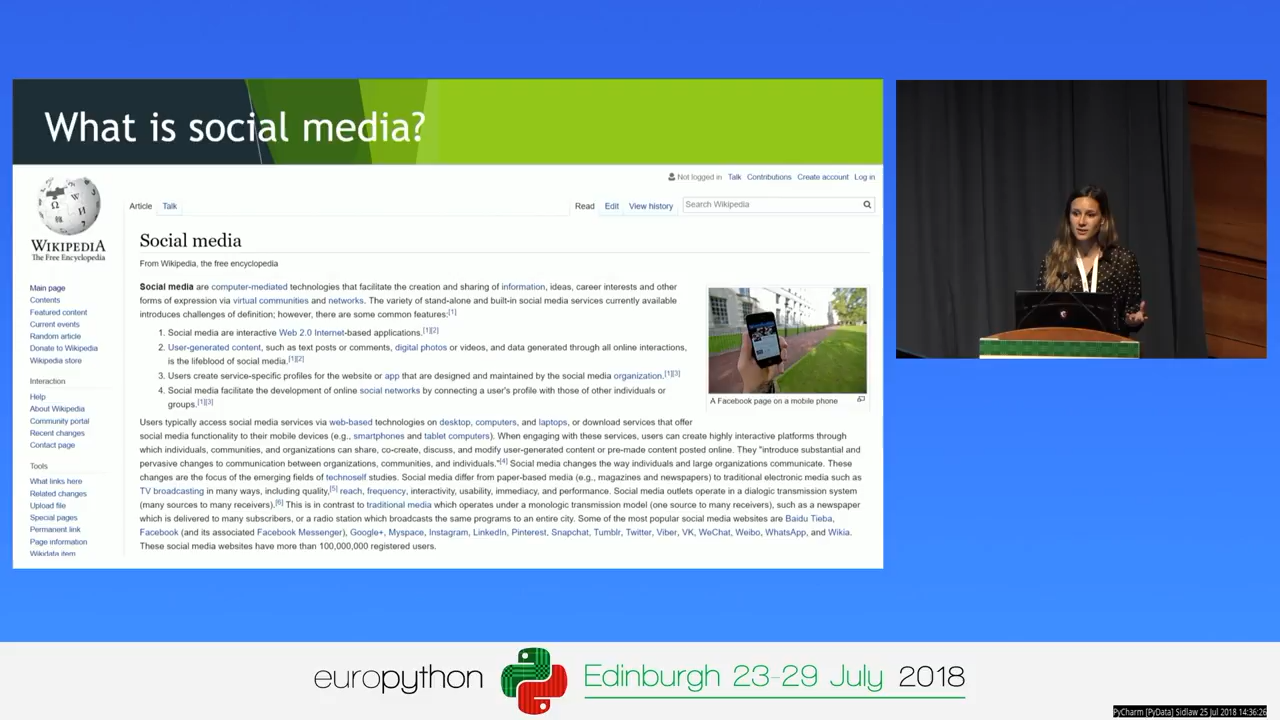 What is social media?
Not logged in Talk Contributions Create account Log in
Article Talk Read Edit View history Search Wikipedia
WIKIPEDIA
The Free Encyclopedia
Main page
Contents
Featured content
Current events
Random article
Donate to Wikipedia
Wikipedia store
Interaction
Help
About Wikipedia
Community portal
Recent changes
Contact page
Tools
What links here
Related changes
Upload file
Special pages
Permanent link
Page information
Wikidata item
Social media
From Wikipedia, the free encyclopedia
Social media are computer-mediated technologies that facilitate the creation and sharing of information, ideas, career interests and other
forms of expression via virtual communities and networks. The variety of stand-alone and built-in social media services currently available
introduces challenges of definition; however, there are some common features:[1]
1. Social media are interactive Web 2.0 Internet-based applications.[1][2]
2. User-generated content, such as text posts or comments, digital photos or videos, and data generated through all online interactions,
is the lifeblood of social media.[1][2]
3. Users create service-specific profiles for the website or app that are designed and maintained by the social media organization.[1][3]
4. Social media facilitate the development of online social networks by connecting a user's profile with those of other individuals or
groups.[1][3]
A Facebook page on a mobile phone
Users typically access social media services via web-based technologies on desktop, computers, and laptops, or download services that offer
social media functionality to their mobile devices (e.g., smartphones and tablet computers). When engaging with these services, users can create highly interactive platforms through
which individuals, communities, and organizations can share, co-create, discuss, and modify user-generated content or pre-made content posted online. They "introduce substantial and
pervasive changes to communication between organizations, communities, and individuals."[4] Social media changes the way individuals and large organizations communicate. These
changes are the focus of the emerging fields of technoself studies. Social media differ from paper-based media (e.g., magazines and newspapers) to traditional electronic media such as
TV broadcasting in many ways, including quality,[5] reach, frequency, interactivity, usability, immediacy, and performance. Social media outlets operate in a dialogic transmission system
(many sources to many receivers).[6] This is in contrast to traditional media which operates under a monologic transmission model (one source to many receivers), such as a newspaper
which is delivered to many subscribers, or a radio station which broadcasts the same programs to an entire city. Some of the most popular social media websites are Baidu Tieba,
Facebook (and its associated Facebook Messenger), Google+, Myspace, Instagram, LinkedIn, Pinterest, Snapchat, Tumblr, Twitter, Viber, VK, WeChat, Weibo, WhatsApp, and Wikia.
These social media websites have more than 100,000,000 registered users.
europython Edinburgh 23-29 July 2018
PyCharm [PyData] Sidlaw 25 Jul 2018 14:36:26